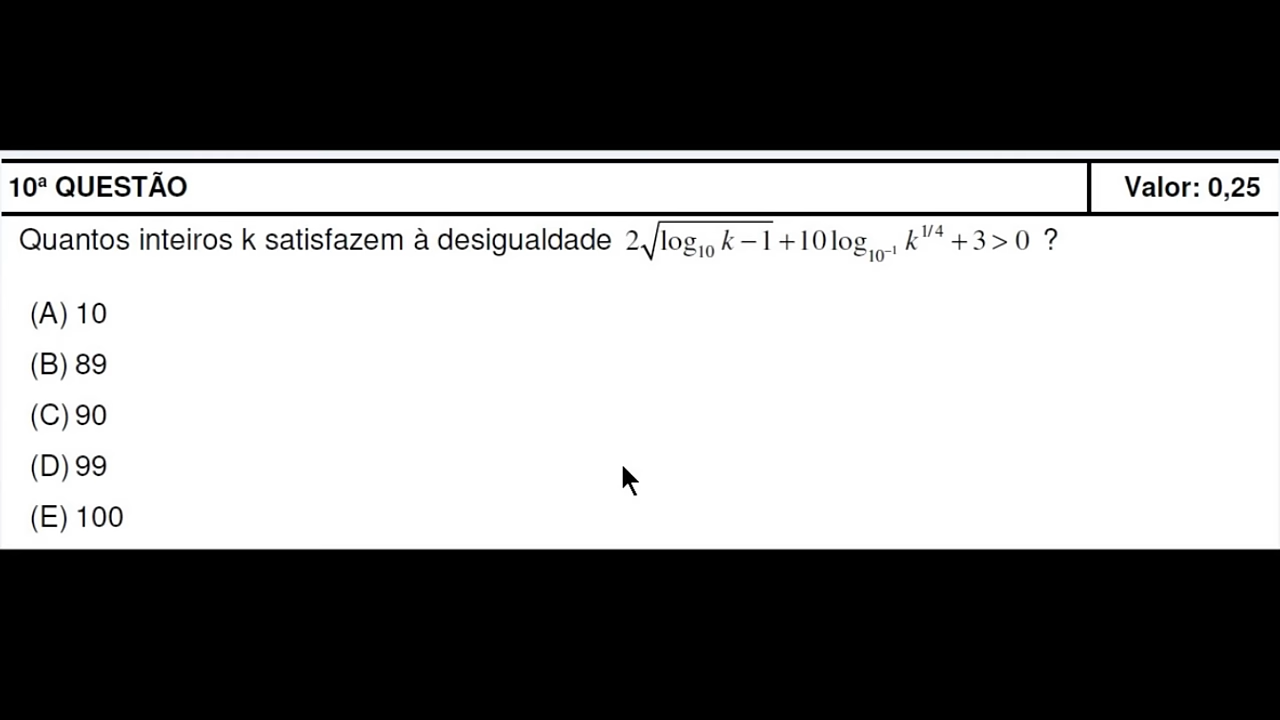 10ª QUESTÃO Valor: 0,25
Quantos inteiros k satisfazem à desigualdade 2√(log₁₀ k − 1) + 10 log₁₀⁻¹ k^(1/4) + 3 > 0 ?
(A) 10
(B) 89
(C) 90
(D) 99
(E) 100